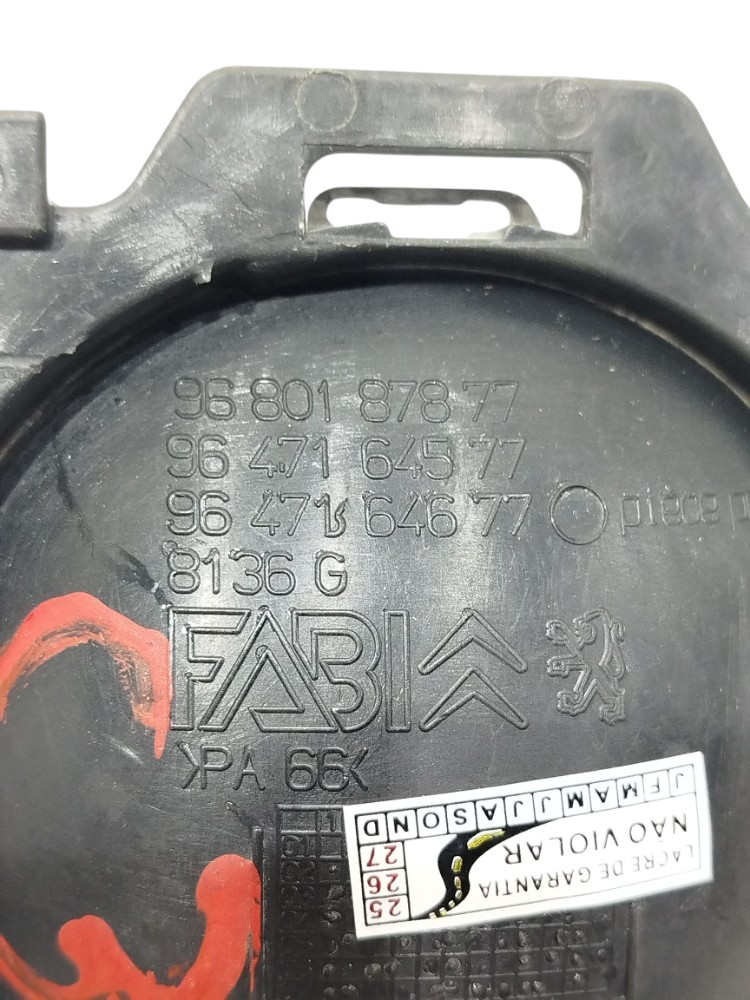 96 801 878 77
96 471 645 77
96 471 646 77 pièce
8136 G
FABI
>PA 66<
LACRE DE GARANTIA
NÃO VIOLAR
J F M A M J J A S O N D
25
26
27